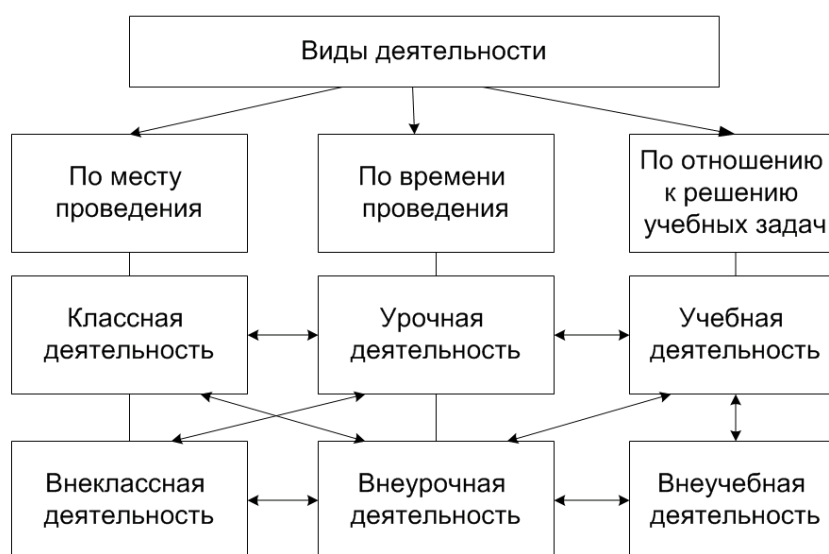 Виды деятельности
По месту
проведения
По времени
проведения
По отношению
к решению
учебных задач
Классная
деятельность
Урочная
деятельность
Учебная
деятельность
Внеклассная
деятельность
Внеурочная
деятельность
Внеучебная
деятельность